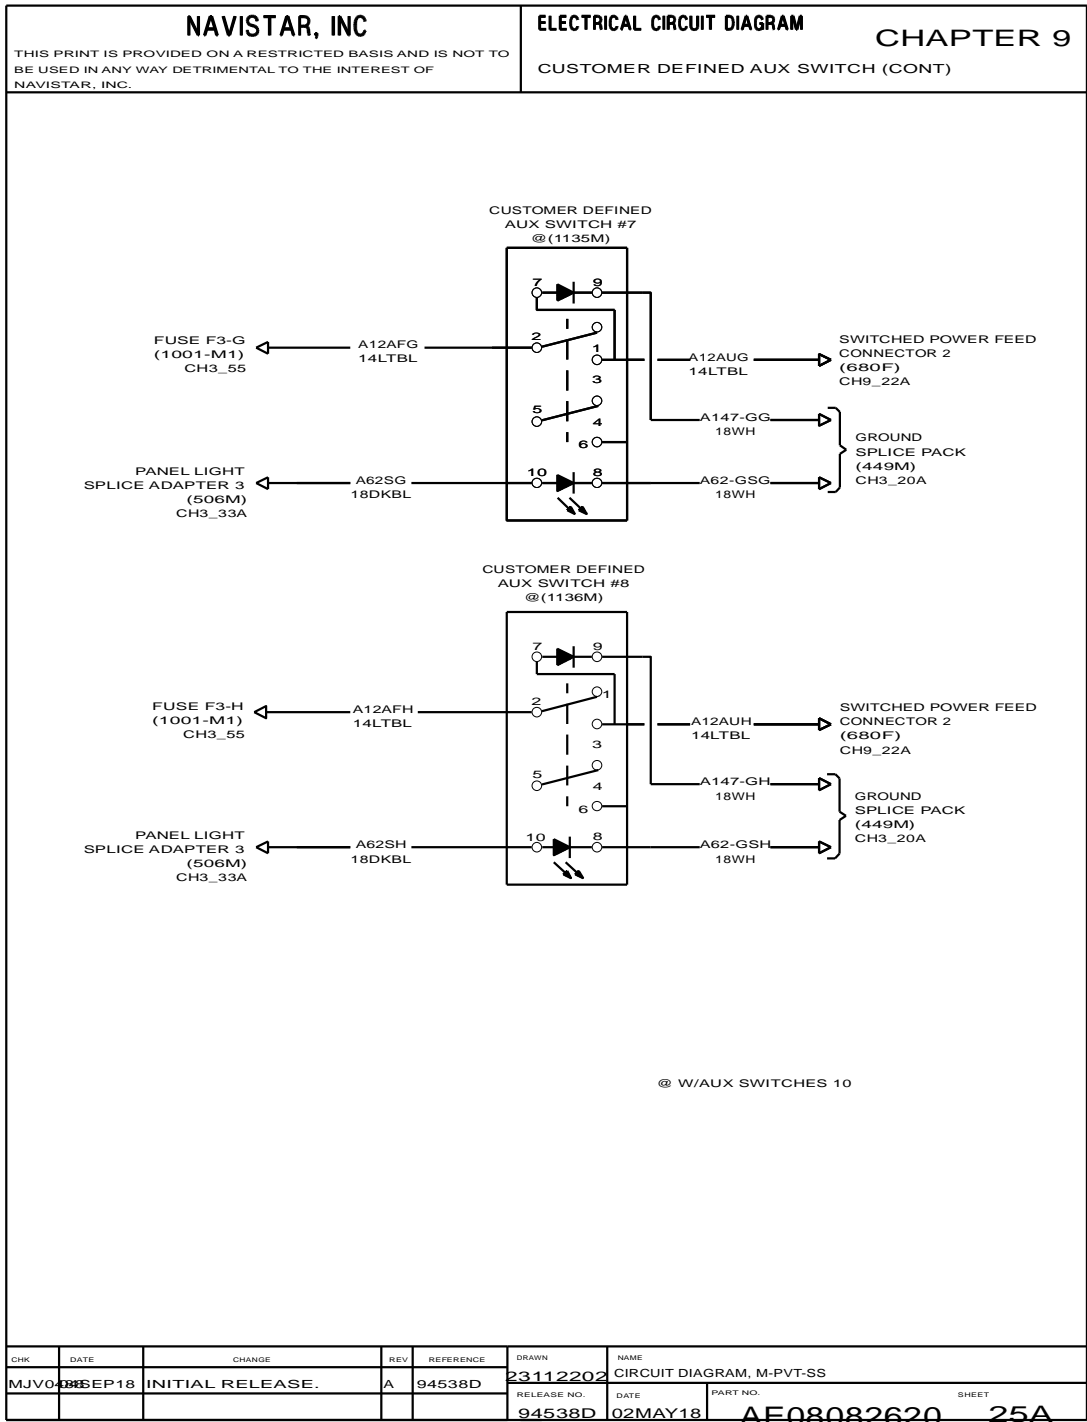 NAVISTAR, INC
THIS PRINT IS PROVIDED ON A RESTRICTED BASIS AND IS NOT TO
BE USED IN ANY WAY DETRIMENTAL TO THE INTEREST OF
NAVISTAR, INC.
ELECTRICAL CIRCUIT DIAGRAM
CHAPTER 9
CUSTOMER DEFINED AUX SWITCH (CONT)
CUSTOMER DEFINED
AUX SWITCH #7
@(1135M)
7 9
2
1
3
5
4
6
10 8
FUSE F3-G
(1001-M1)
CH3_55
A12AFG
14LTBL
A12AUG
14LTBL
SWITCHED POWER FEED
CONNECTOR 2
(680F)
CH9_22A
A147-GG
18WH
GROUND
SPLICE PACK
(449M)
CH3_20A
PANEL LIGHT
SPLICE ADAPTER 3
(506M)
CH3_33A
A62SG
18DKBL
A62-GSG
18WH
CUSTOMER DEFINED
AUX SWITCH #8
@(1136M)
7 9
2
1
3
5
4
6
10 8
FUSE F3-H
(1001-M1)
CH3_55
A12AFH
14LTBL
A12AUH
14LTBL
SWITCHED POWER FEED
CONNECTOR 2
(680F)
CH9_22A
A147-GH
18WH
GROUND
SPLICE PACK
(449M)
CH3_20A
PANEL LIGHT
SPLICE ADAPTER 3
(506M)
CH3_33A
A62SH
18DKBL
A62-GSH
18WH
@ W/AUX SWITCHES 10
CHK DATE CHANGE REV REFERENCE
INITIAL RELEASE. A 94538D
DRAWN
23112202
NAME
CIRCUIT DIAGRAM, M-PVT-SS
RELEASE NO.
94538D
DATE
02MAY18
PART NO.
AF08082620
SHEET
25A